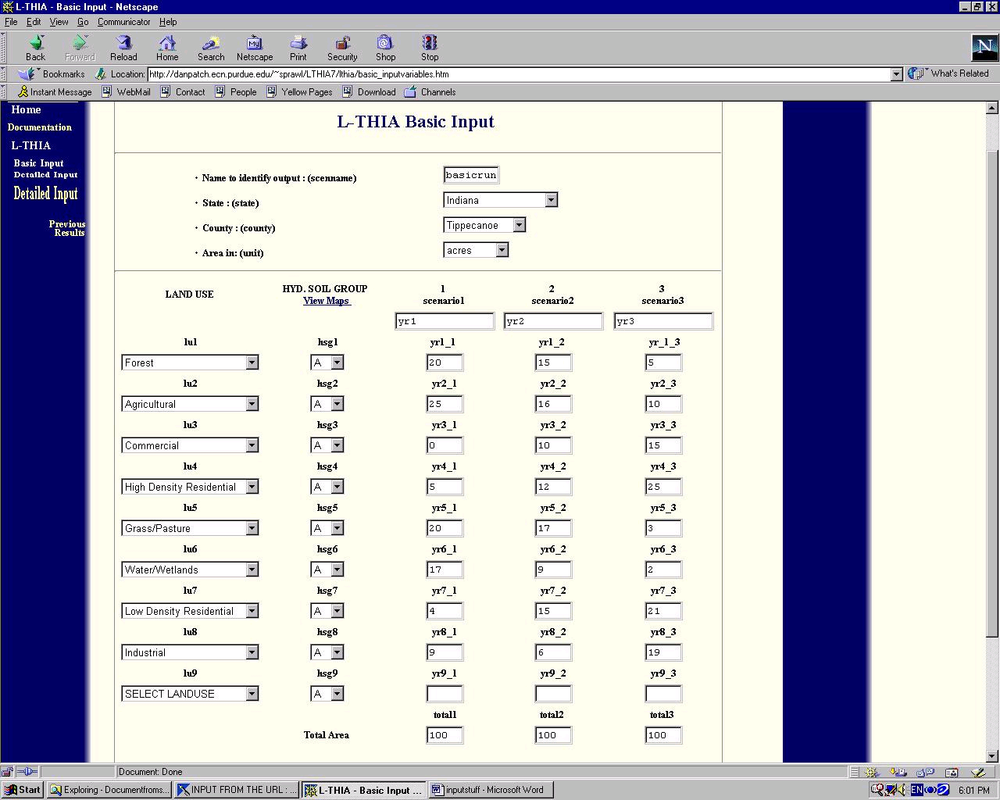 L-THIA - Basic Input - Netscape
File Edit View Go Communicator Help
Back Forward Reload Home Search Netscape Print Security Shop Stop
My
N
Bookmarks Location: http://danpatch.ecn.purdue.edu/~sprawl/LTHIA7/lthia/basic_inputvariables.htm What's Related
Instant Message WebMail Contact People Yellow Pages Download Channels
Home
Documentation
L-THIA
Basic Input
Detailed Input
Detailed Input
Previous
Results
L-THIA Basic Input
· Name to identify output : (scenname) basicrun
· State : (state) Indiana
· County : (county) Tippecanoe
· Area in: (unit) acres
LAND USE HYD. SOIL GROUP 1 2 3
View Maps scenario1 scenario2 scenario3
yr1 yr2 yr3
lu1 hsg1 yr1_1 yr1_2 yr_1_3
Forest A 20 15 5
lu2 hsg2 yr2_1 yr2_2 yr2_3
Agricultural A 25 16 10
lu3 hsg3 yr3_1 yr3_2 yr3_3
Commercial A 0 10 15
lu4 hsg4 yr4_1 yr4_2 yr4_3
High Density Residential A 5 12 25
lu5 hsg5 yr5_1 yr5_2 yr5_3
Grass/Pasture A 20 17 3
lu6 hsg6 yr6_1 yr6_2 yr6_3
Water/Wetlands A 17 9 2
lu7 hsg7 yr7_1 yr7_2 yr7_3
Low Density Residential A 4 15 21
lu8 hsg8 yr8_1 yr8_2 yr8_3
Industrial A 9 6 19
lu9 hsg9 yr9_1 yr9_2 yr9_3
SELECT LANDUSE A
total1 total2 total3
Total Area 100 100 100
Document: Done
Start Exploring - Documentfroms... INPUT FROM THE URL : ... L-THIA - Basic Input ... inputstuff - Microsoft Word EN 6:01 PM